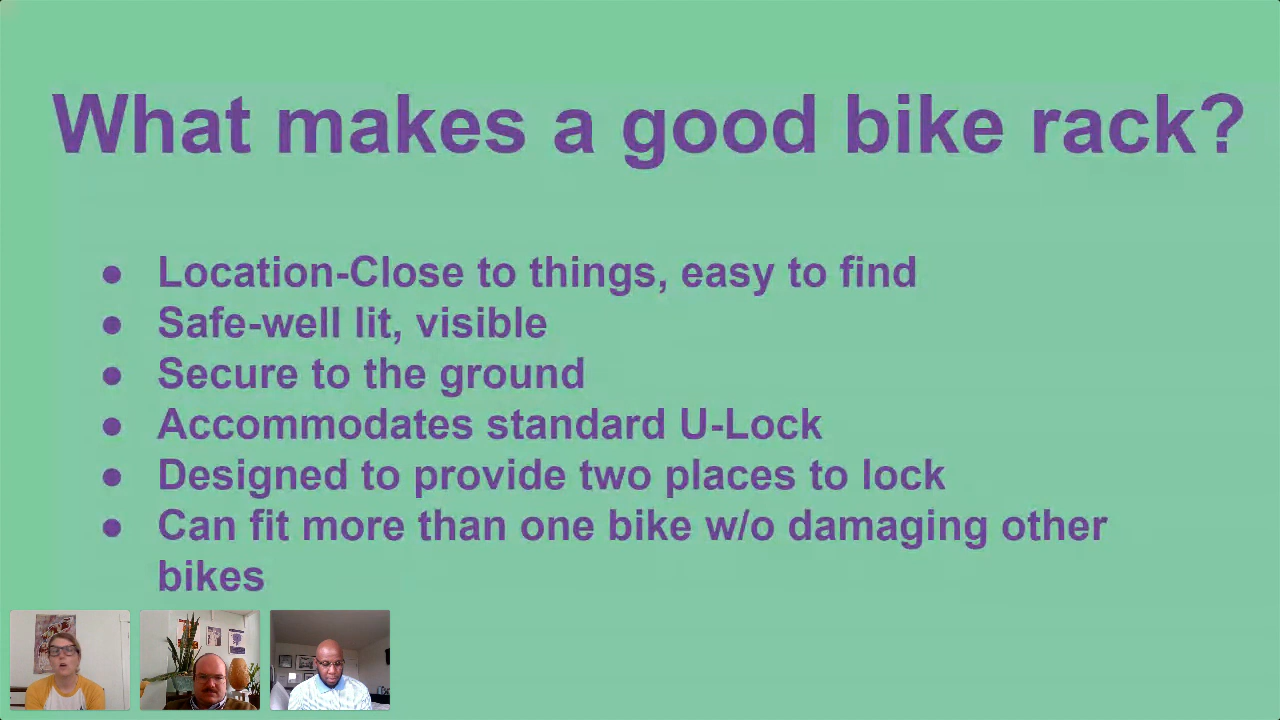 What makes a good bike rack?
● Location-Close to things, easy to find
● Safe-well lit, visible
● Secure to the ground
● Accommodates standard U-Lock
● Designed to provide two places to lock
● Can fit more than one bike w/o damaging other
bikes